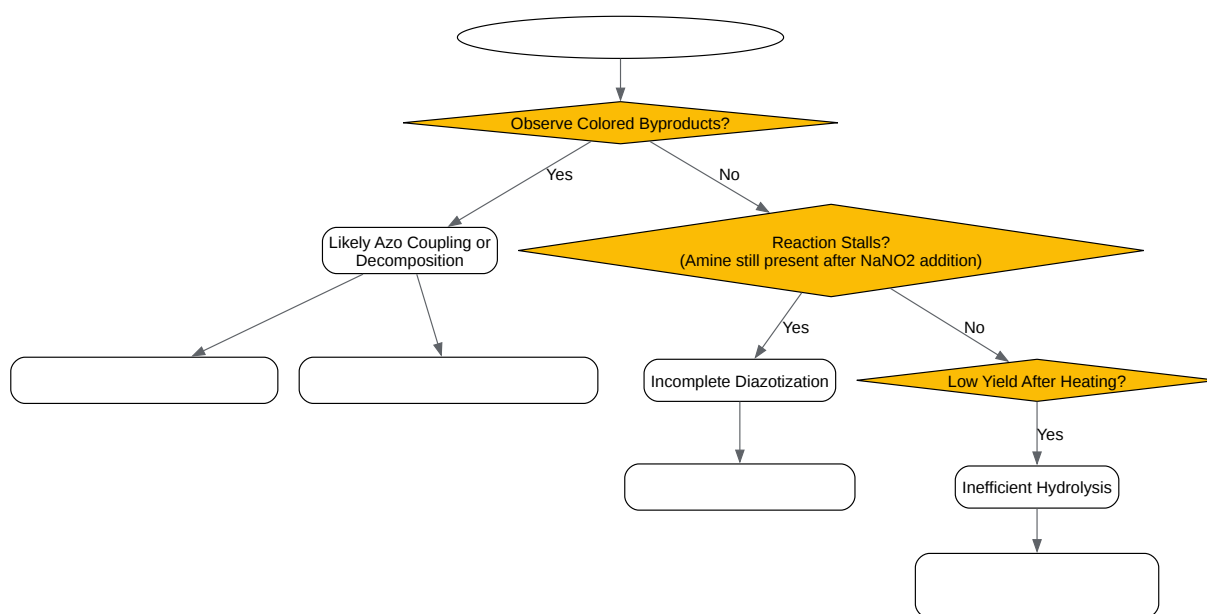 Observe Colored Byproducts?
Yes
No
Likely Azo Coupling or
Decomposition
Reaction Stalls?
(Amine still present after NaNO2 addition)
Yes
No
Incomplete Diazotization
Low Yield After Heating?
Yes
Inefficient Hydrolysis